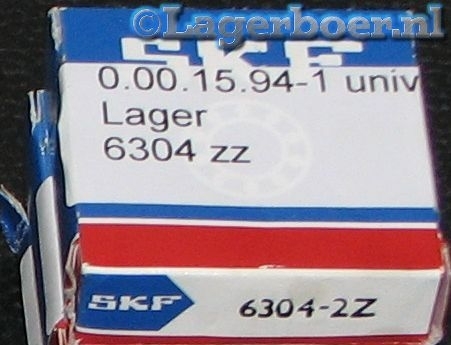 ©Lagerboer.nl
SKF
0.00.15.94-1 univ
Lager
6304 zz
SKF 6304-2Z